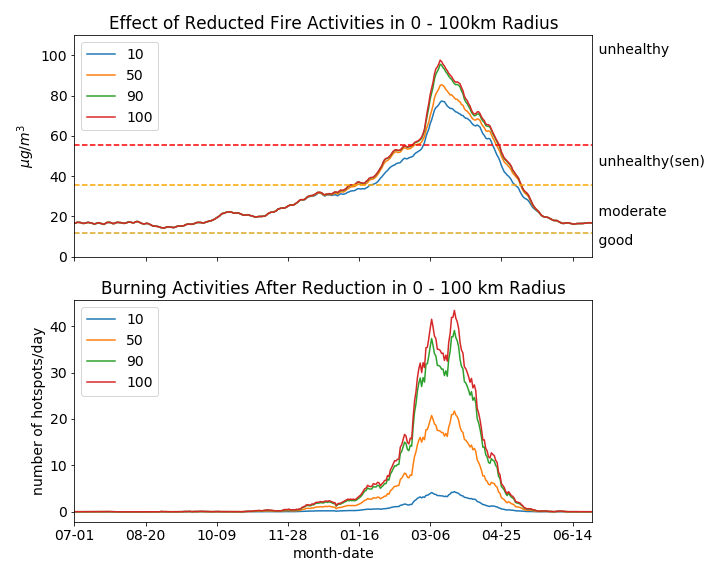 Effect of Reducted Fire Activities in 0 - 100km Radius
100
80
60
40
20
0
μg/m³
10
50
90
100
unhealthy
unhealthy(sen)
moderate
good
Burning Activities After Reduction in 0 - 100 km Radius
40
30
20
10
0
number of hotspots/day
10
50
90
100
07-01 08-20 10-09 11-28 01-16 03-06 04-25 06-14
month-date